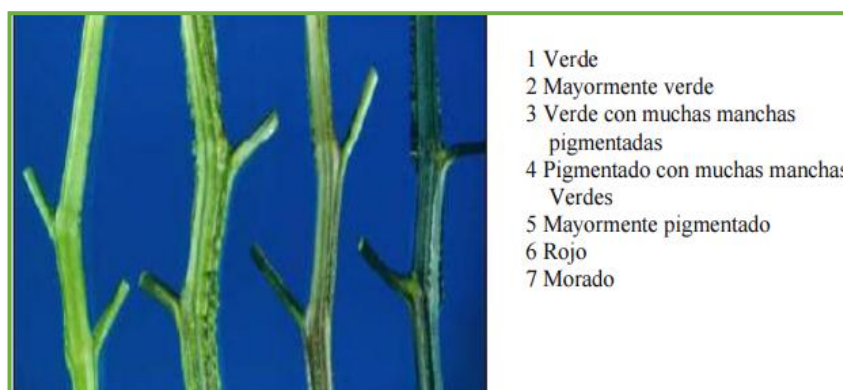 1 Verde
2 Mayormente verde
3 Verde con muchas manchas
pigmentadas
4 Pigmentado con muchas manchas
Verdes
5 Mayormente pigmentado
6 Rojo
7 Morado